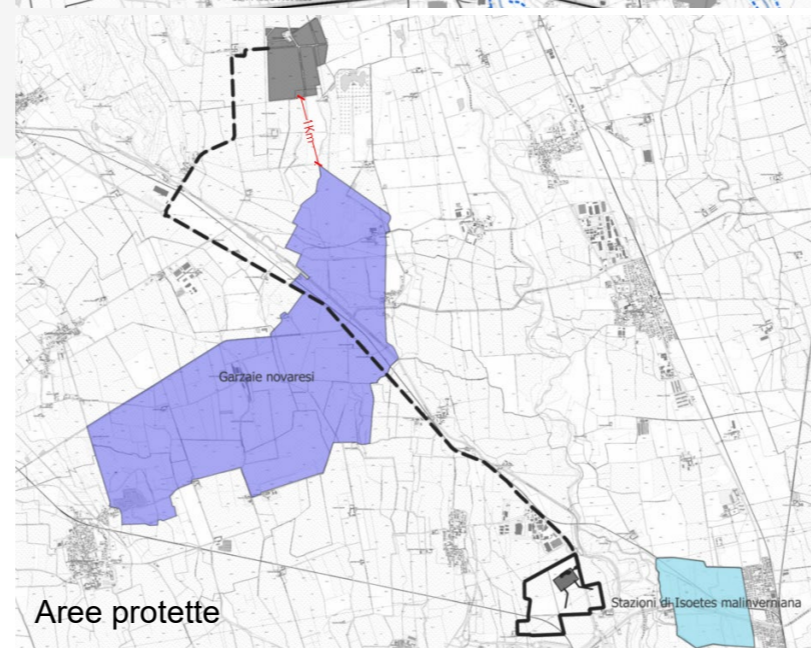 1Km
Garzaie novaresi
Stazioni di Isoetes malinverniana
Aree protette